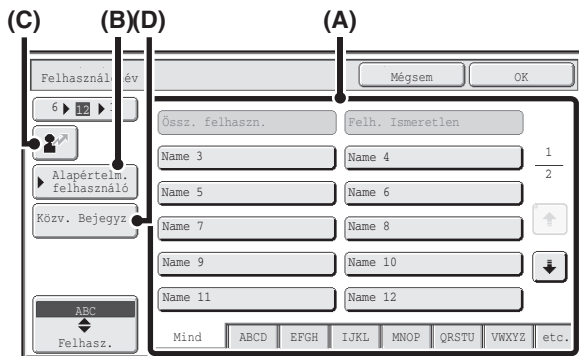 (C) (B)(D) (A)
Felhasználónév Mégsem OK
6 12
Össz. felhaszn. Felh. Ismeretlen
Name 3 Name 4 1
Alapértelm. 2
felhasználó
Name 5 Name 6
Közv. Bejegyz
Name 7 Name 8
Name 9 Name 10
Name 11 Name 12
ABC
Felhasz.
Mind ABCD EFGH IJKL MNOP QRSTU VWXYZ etc.